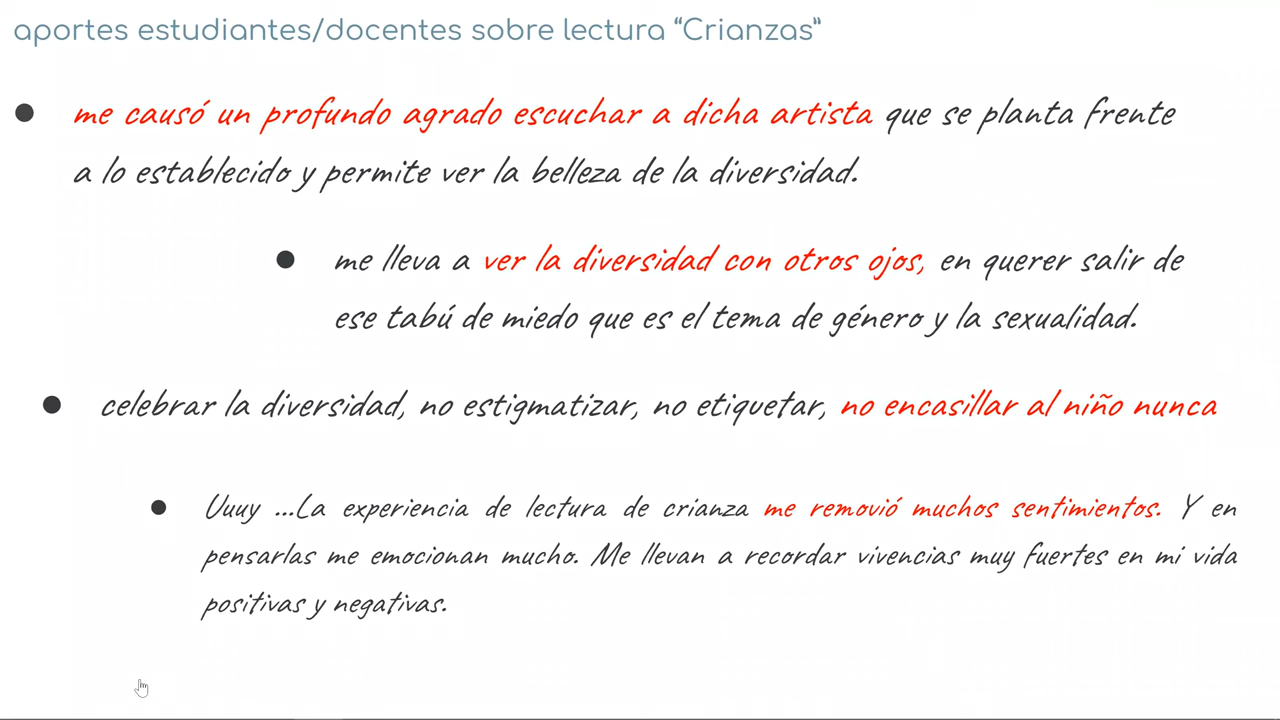 aportes estudiantes/docentes sobre lectura “Crianzas”
● me causó un profundo agrado escuchar a dicha artista que se planta frente
a lo establecido y permite ver la belleza de la diversidad.
● me lleva a ver la diversidad con otros ojos, en querer salir de
ese tabú de miedo que es el tema de género y la sexualidad.
● celebrar la diversidad, no estigmatizar, no etiquetar, no encasillar al niño nunca
● Uuuy ...La experiencia de lectura de crianza me removió muchos sentimientos. Y en
pensarlas me emocionan mucho. Me llevan a recordar vivencias muy fuertes en mi vida
positivas y negativas.